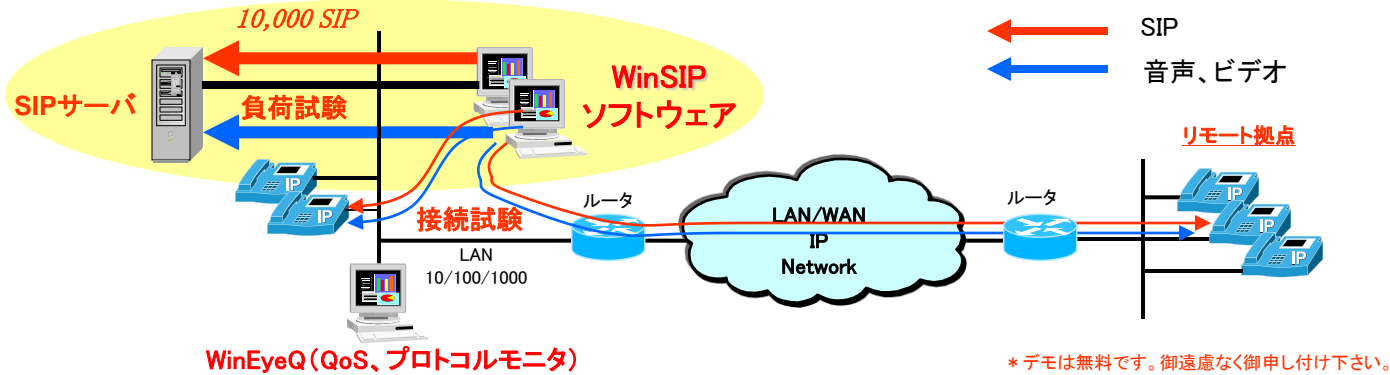 10,000 SIP
SIP
音声、ビデオ
WinSIP
ソフトウェア
SIPサーバ
負荷試験
リモート拠点
IP
IP
接続試験
ルータ
ルータ
LAN/WAN
IP
Network
IP
IP
IP
LAN
10/100/1000
WinEyeQ(QoS、プロトコルモニタ)
* デモは無料です。御遠慮なく御申し付け下さい。